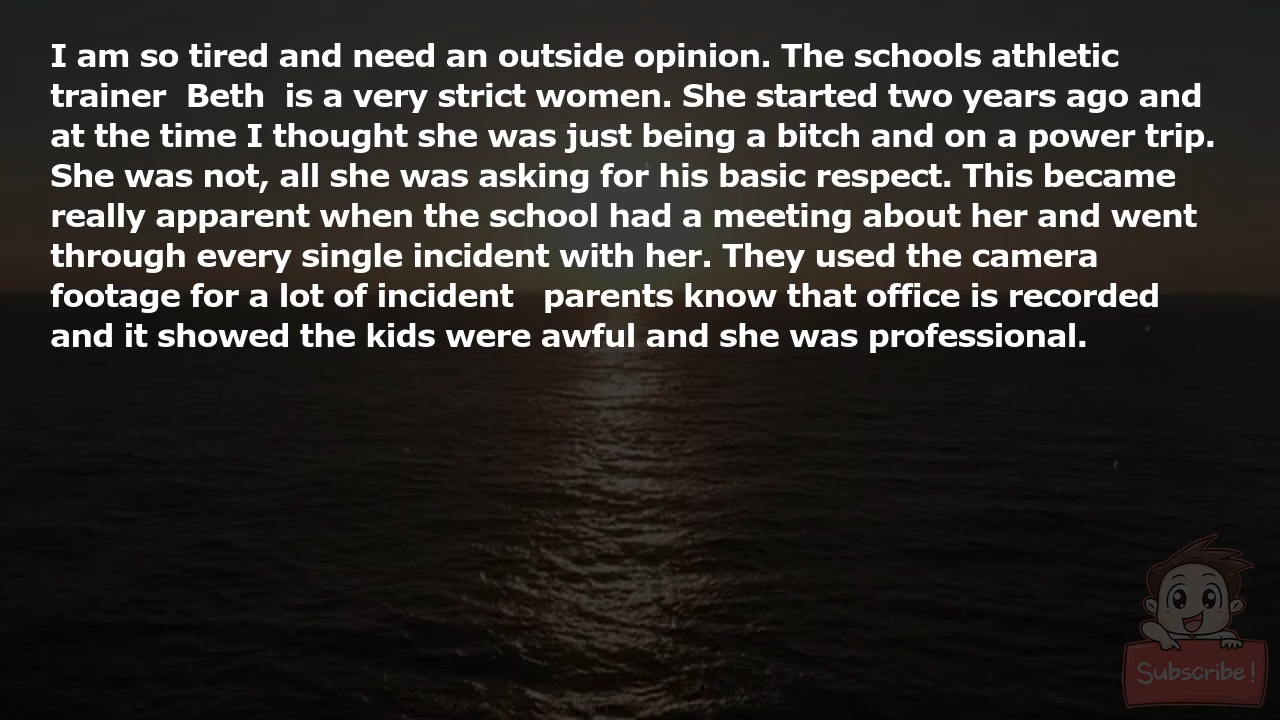 I am so tired and need an outside opinion. The schools athletic
trainer  Beth  is a very strict women. She started two years ago and
at the time I thought she was just being a bitch and on a power trip.
She was not, all she was asking for his basic respect. This became
really apparent when the school had a meeting about her and went
through every single incident with her. They used the camera
footage for a lot of incident   parents know that office is recorded
and it showed the kids were awful and she was professional.
Subscribe !